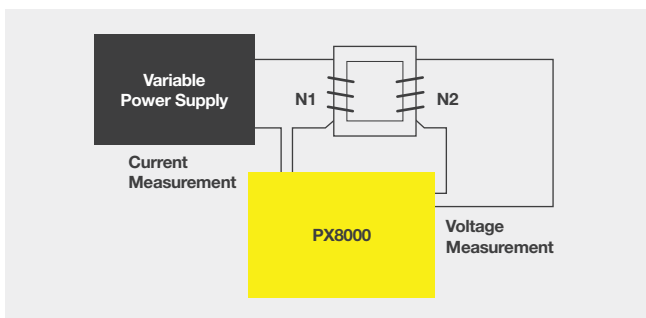 Variable
Power Supply
N1
N2
Current
Measurement
PX8000
Voltage
Measurement